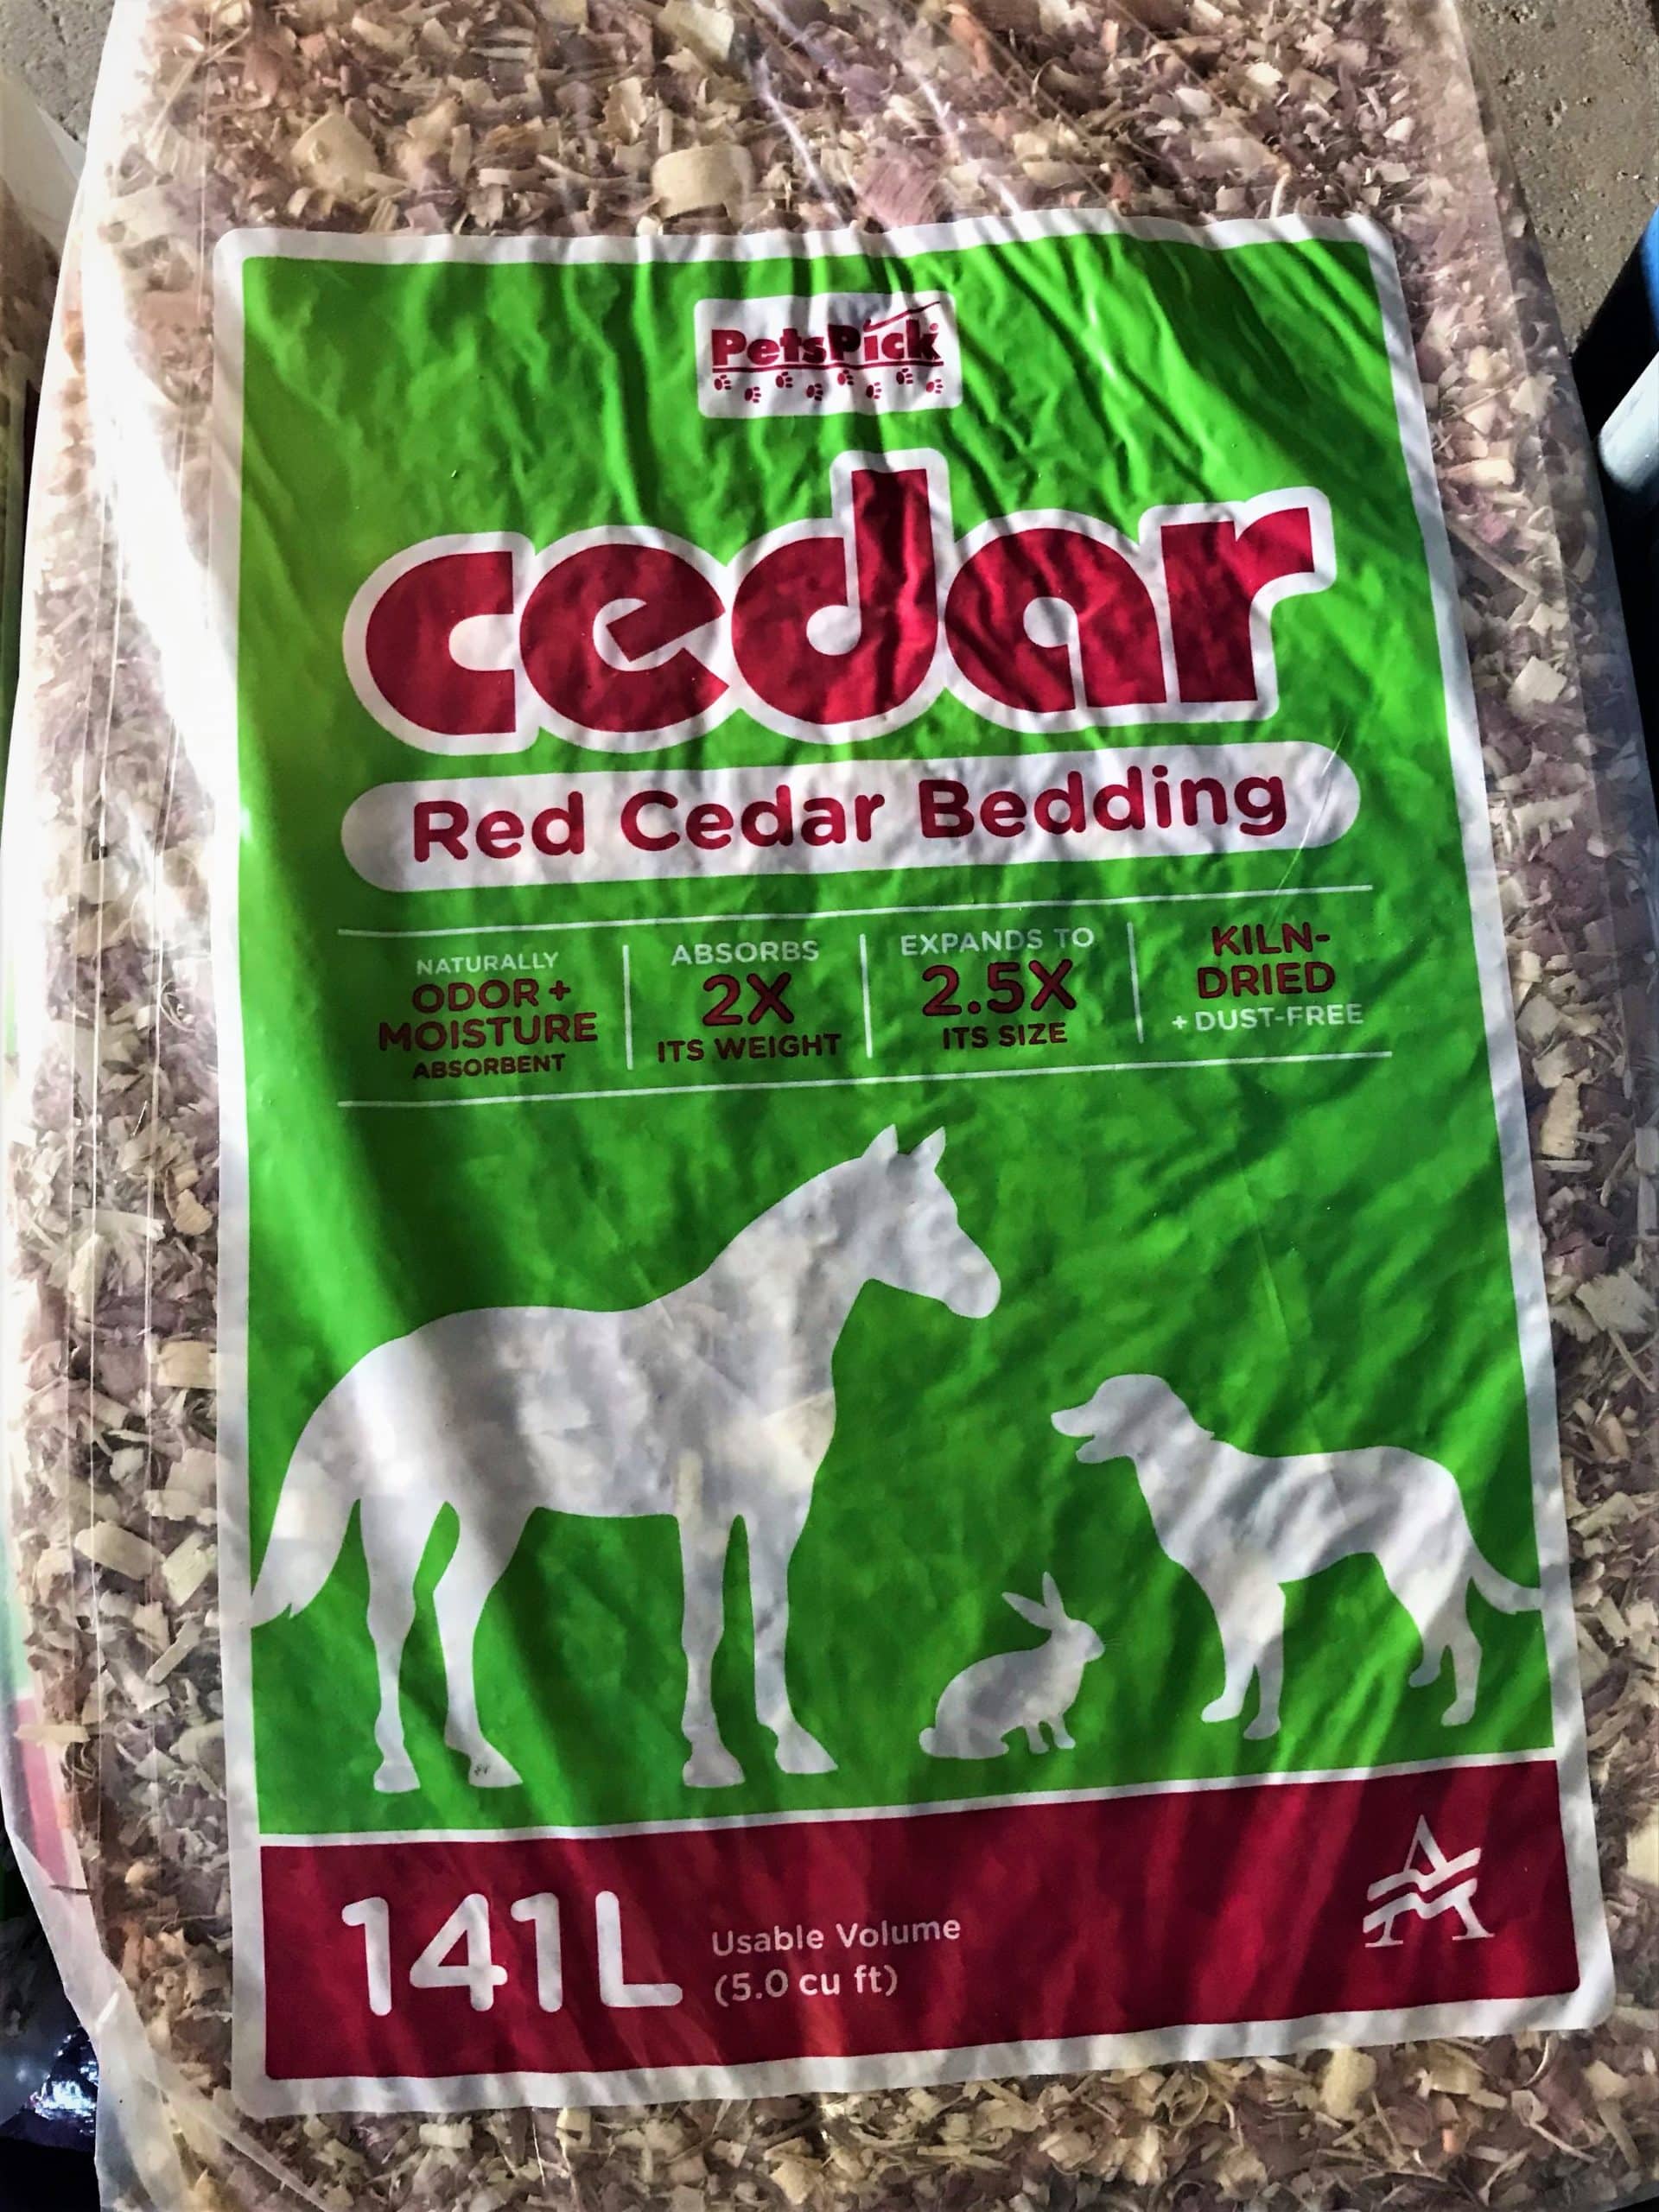 PetsPick
cedar
Red Cedar Bedding
NATURALLY
ODOR +
MOISTURE
ABSORBENT
ABSORBS
2X
ITS WEIGHT
EXPANDS TO
2.5X
ITS SIZE
KILN-
DRIED
+ DUST-FREE
141L
Usable Volume
(5.0 cu ft)